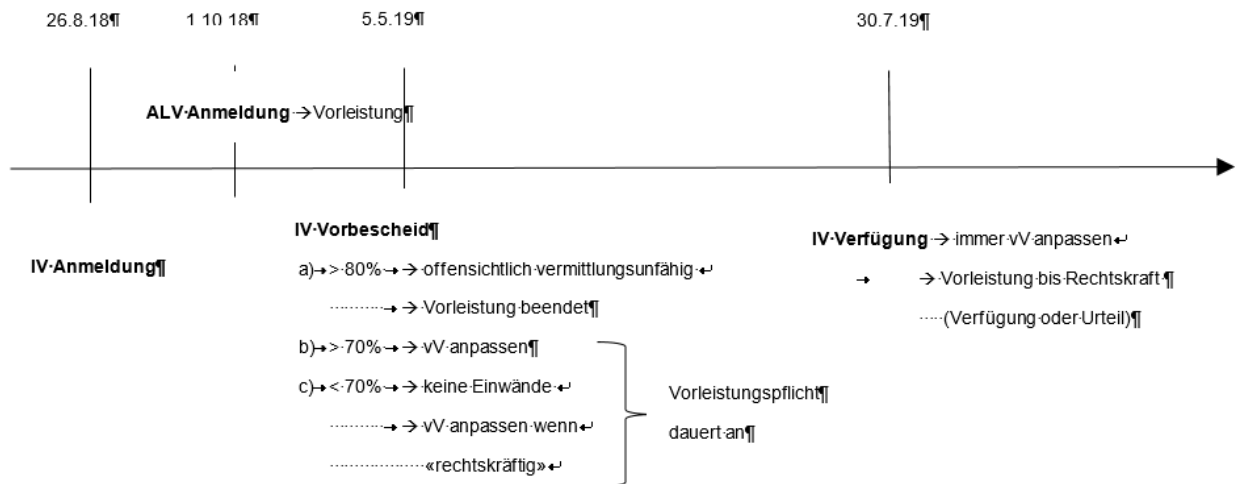 26.8.18¶
1 10 18¶
5.5.19¶
30.7.19¶
ALV·Anmeldung·→Vorleistung¶
IV·Anmeldung¶
IV·Vorbescheid¶
a)→>·80%·→→·offensichtlich·vermittlungsunfähig·↵
··········→→·Vorleistung·beendet¶
b)→>·70%·→→·vV·anpassen¶
c)→<·70%·→→·keine·Einwände·↵
··········→→·vV·anpassen·wenn↵
··················«rechtskräftig»↵
Vorleistungspflicht¶
dauert·an¶
IV·Verfügung·→·immer·vV·anpassen↵
→ →·Vorleistung·bis·Rechtskraft·¶
·····(Verfügung·oder·Urteil)¶